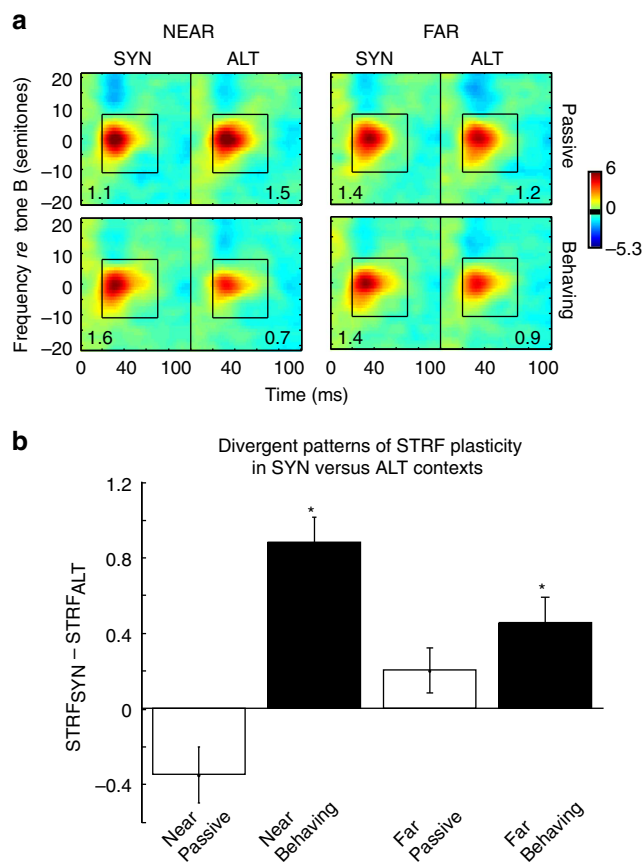 a
NEAR FAR
SYN ALT SYN ALT
Frequency re tone B (semitones)
20
10
0
−10
−20
1.1 1.5 1.4 1.2
Passive
20
10
0
−10
−20
1.6 0.7 1.4 0.9
Behaving
6
0
−5.3
0 40 100 40 100 0 40 100 40 100
Time (ms)
b
Divergent patterns of STRF plasticity
in SYN versus ALT contexts
STRFSYN − STRFALT
1.2
0.8
0.4
0
−0.4
* *
Near
Passive
Near
Behaving
Far
Passive
Far
Behaving